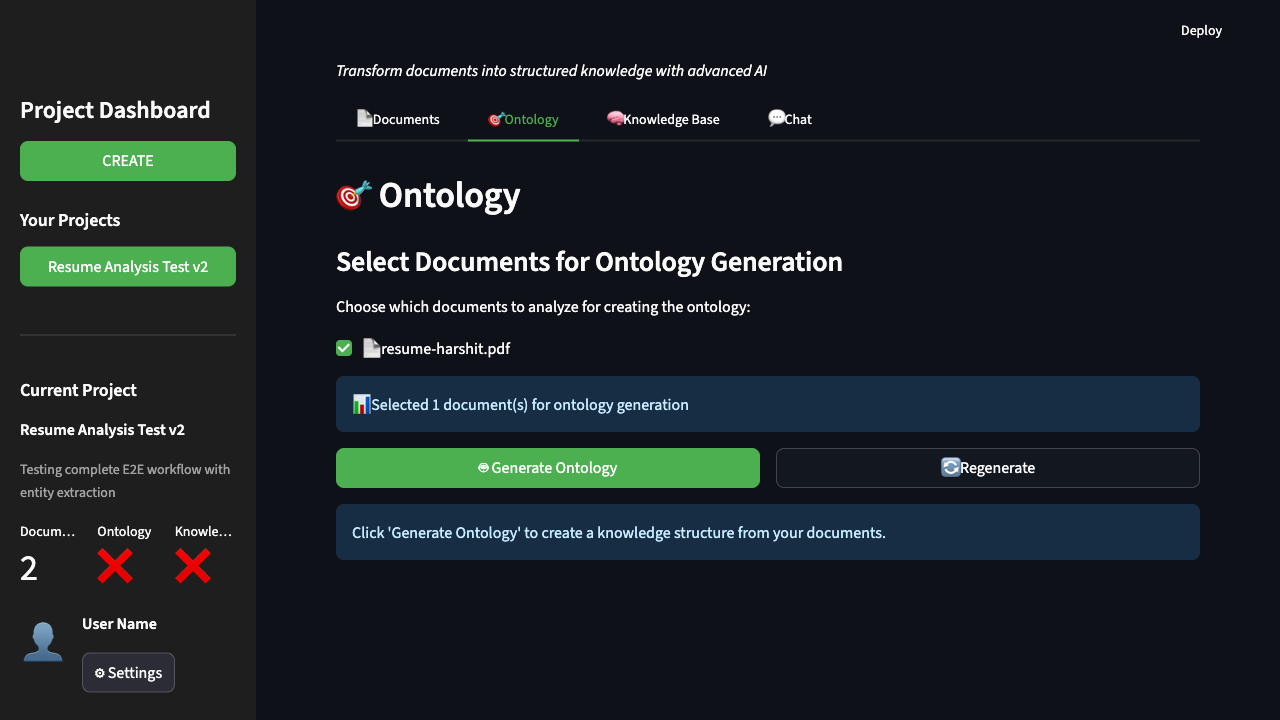 Deploy
Project Dashboard
CREATE
Your Projects
Resume Analysis Test v2
Current Project
Resume Analysis Test v2
Testing complete E2E workflow with
entity extraction
Docum… Ontology Knowle…
2 ❌ ❌
User Name
⚙ Settings
Transform documents into structured knowledge with advanced AI
📄Documents 🎯Ontology 🧠Knowledge Base 💬Chat
🎯 Ontology
Select Documents for Ontology Generation
Choose which documents to analyze for creating the ontology:
📄resume-harshit.pdf
📊Selected 1 document(s) for ontology generation
Generate Ontology 🔄Regenerate
Click 'Generate Ontology' to create a knowledge structure from your documents.